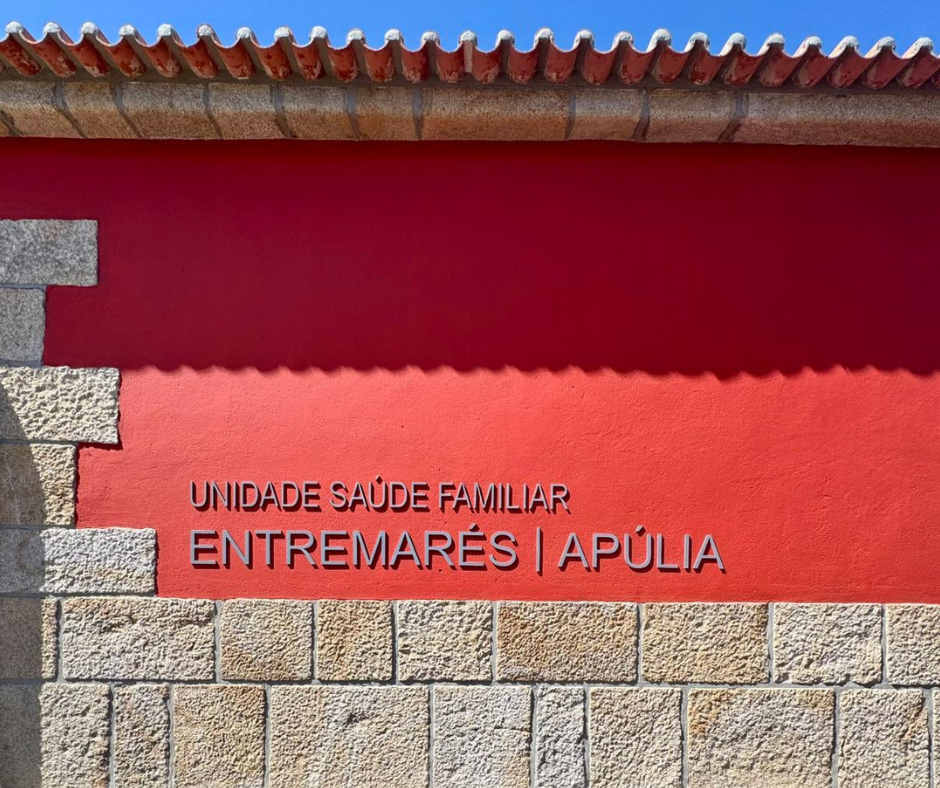 UNIDADE SAÚDE FAMILIAR
ENTREMARÉS | APÚLIA